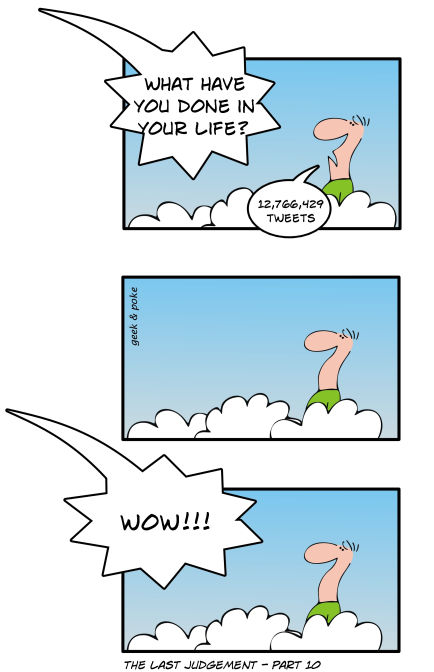 WHAT HAVE
YOU DONE IN
YOUR LIFE?
12,766,429
TWEETS
geek & poke
WOW!!!
THE LAST JUDGEMENT - PART 10